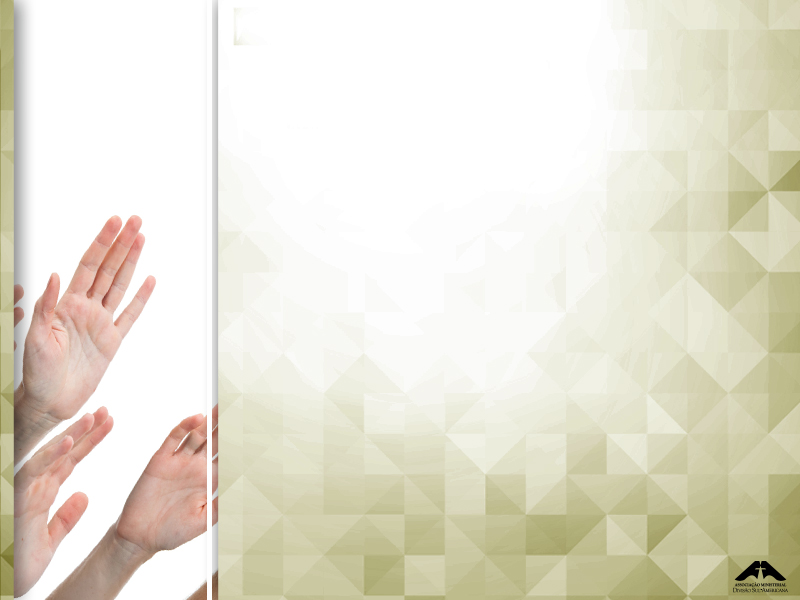 ASSOCIAÇÃO MINISTERIAL
DIVISÃO SUL-AMERICANA